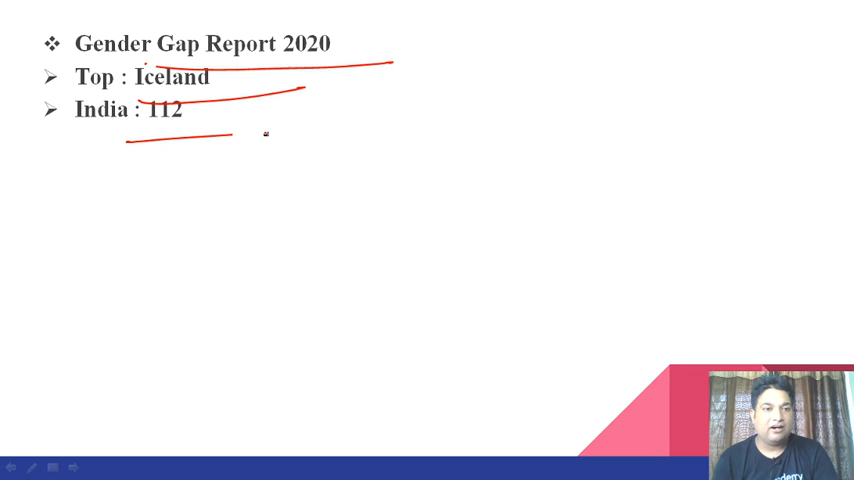 ❖ Gender Gap Report 2020
➢ Top : Iceland
➢ India : 112